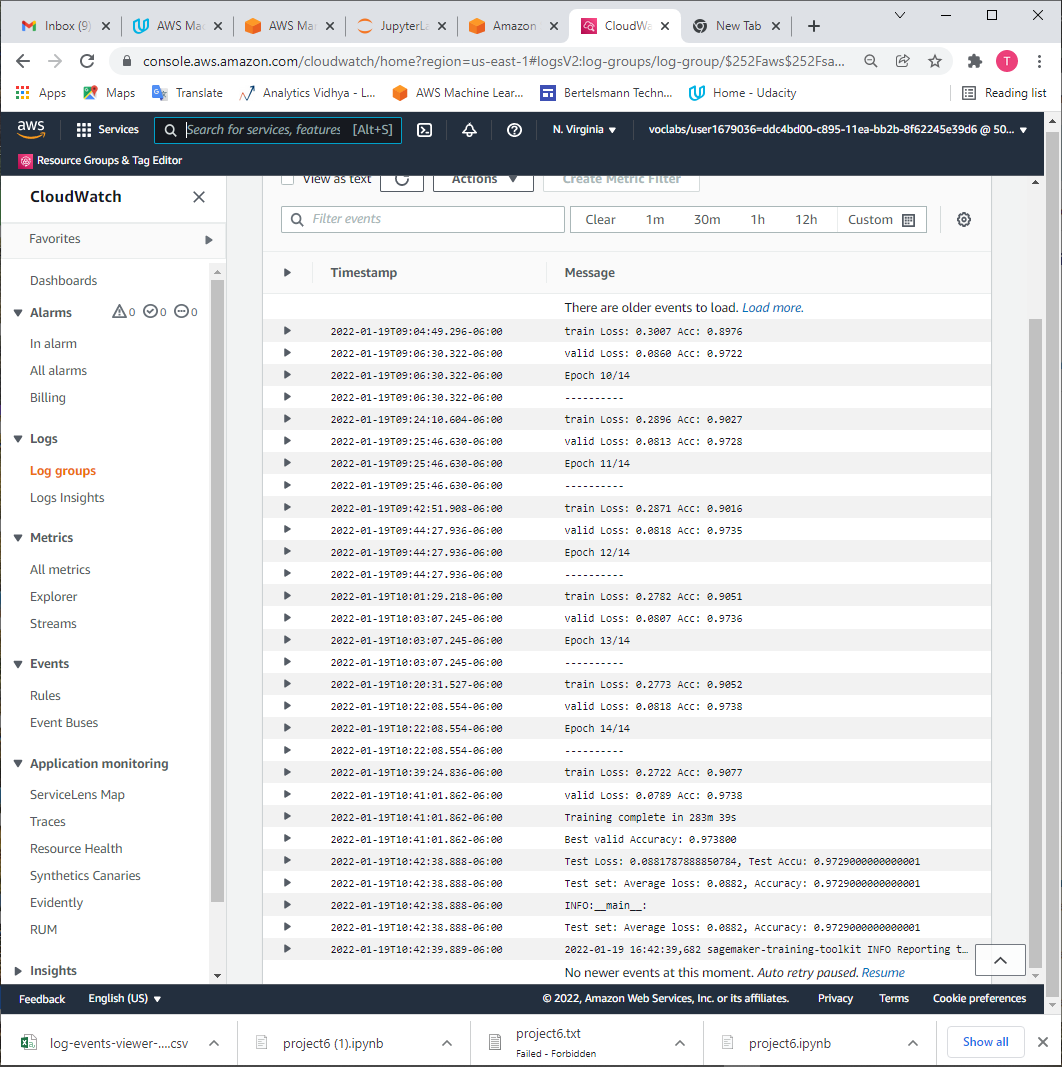 Inbox (9)
AWS Mac
AWS Mar
JupyterLa
Amazon
CloudWa
New Tab
console.aws.amazon.com/cloudwatch/home?region=us-east-1#logsV2:log-groups/log-group/$252Faws$252Fsa...
T
Apps
Maps
Translate
Analytics Vidhya - L...
AWS Machine Lear...
Bertelsmann Techn...
Home - Udacity
Reading list
aws
Services
Search for services, features [Alt+S]
N. Virginia
voclabs/user1679036=ddc4bd00-c895-11ea-bb2b-8f62245e39d6 @ 50...
Resource Groups & Tag Editor
CloudWatch
Favorites
Dashboards
Alarms 0 0 0
In alarm
All alarms
Billing
Logs
Log groups
Logs Insights
Metrics
All metrics
Explorer
Streams
Events
Rules
Event Buses
Application monitoring
ServiceLens Map
Traces
Resource Health
Synthetics Canaries
Evidently
RUM
Insights
View as text
Actions
Create Metric Filter
Filter events
Clear 1m 30m 1h 12h Custom
Timestamp Message
There are older events to load. Load more.
2022-01-19T09:04:49.296-06:00 train Loss: 0.3007 Acc: 0.8976
2022-01-19T09:06:30.322-06:00 valid Loss: 0.0860 Acc: 0.9722
2022-01-19T09:06:30.322-06:00 Epoch 10/14
2022-01-19T09:06:30.322-06:00 ----------
2022-01-19T09:24:10.604-06:00 train Loss: 0.2896 Acc: 0.9027
2022-01-19T09:25:46.630-06:00 valid Loss: 0.0813 Acc: 0.9728
2022-01-19T09:25:46.630-06:00 Epoch 11/14
2022-01-19T09:25:46.630-06:00 ----------
2022-01-19T09:42:51.908-06:00 train Loss: 0.2871 Acc: 0.9016
2022-01-19T09:44:27.936-06:00 valid Loss: 0.0818 Acc: 0.9735
2022-01-19T09:44:27.936-06:00 Epoch 12/14
2022-01-19T09:44:27.936-06:00 ----------
2022-01-19T10:01:29.218-06:00 train Loss: 0.2782 Acc: 0.9051
2022-01-19T10:03:07.245-06:00 valid Loss: 0.0807 Acc: 0.9736
2022-01-19T10:03:07.245-06:00 Epoch 13/14
2022-01-19T10:03:07.245-06:00 ----------
2022-01-19T10:20:31.527-06:00 train Loss: 0.2773 Acc: 0.9052
2022-01-19T10:22:08.554-06:00 valid Loss: 0.0818 Acc: 0.9738
2022-01-19T10:22:08.554-06:00 Epoch 14/14
2022-01-19T10:22:08.554-06:00 ----------
2022-01-19T10:39:24.836-06:00 train Loss: 0.2722 Acc: 0.9077
2022-01-19T10:41:01.862-06:00 valid Loss: 0.0789 Acc: 0.9738
2022-01-19T10:41:01.862-06:00 Training complete in 283m 39s
2022-01-19T10:41:01.862-06:00 Best valid Accuracy: 0.973800
2022-01-19T10:42:38.888-06:00 Test Loss: 0.0881787888850784, Test Accu: 0.9729000000000001
2022-01-19T10:42:38.888-06:00 Test set: Average loss: 0.0882, Accuracy: 0.9729000000000001
2022-01-19T10:42:38.888-06:00 INFO:__main__:
2022-01-19T10:42:38.888-06:00 Test set: Average loss: 0.0882, Accuracy: 0.9729000000000001
2022-01-19T10:42:39.889-06:00 2022-01-19 16:42:39,682 sagemaker-training-toolkit INFO Reporting t...
No newer events at this moment. Auto retry paused. Resume
Feedback English (US) © 2022, Amazon Web Services, Inc. or its affiliates. Privacy Terms Cookie preferences
log-events-viewer-....csv
project6 (1).ipynb
project6.txt
Failed - Forbidden
project6.ipynb
Show all